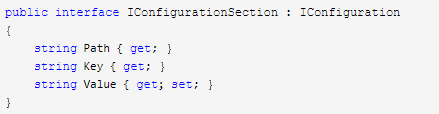 public interface IConfigurationSection : IConfiguration
{
    string Path { get; }
    string Key { get; }
    string Value { get; set; }
}